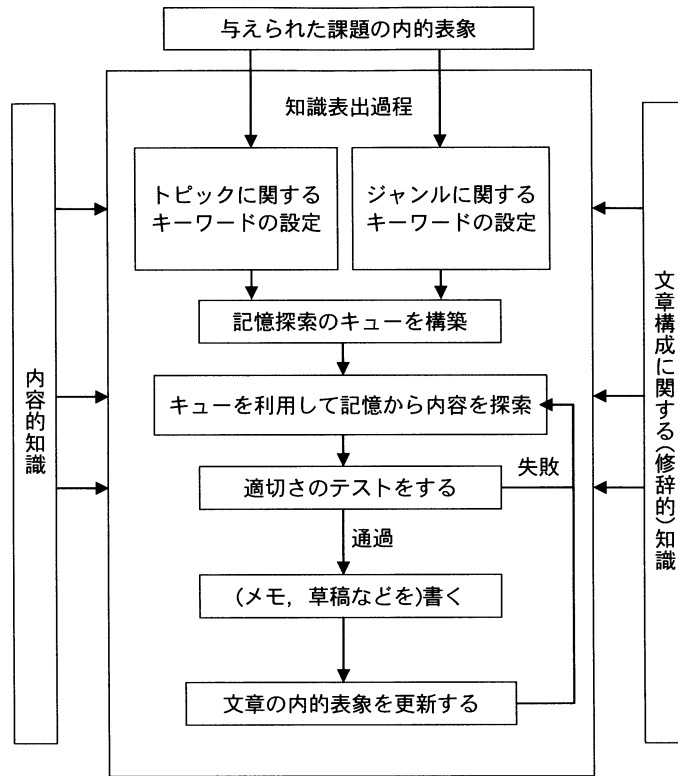 与えられた課題の内的表象
知識表出過程
トピックに関する
キーワードの設定
ジャンルに関する
キーワードの設定
記憶探索のキューを構築
キューを利用して記憶から内容を探索
適切さのテストをする
失敗
通過
(メモ，草稿などを)書く
文章の内的表象を更新する
内容的知識
文章構成に関する(修辞的)知識